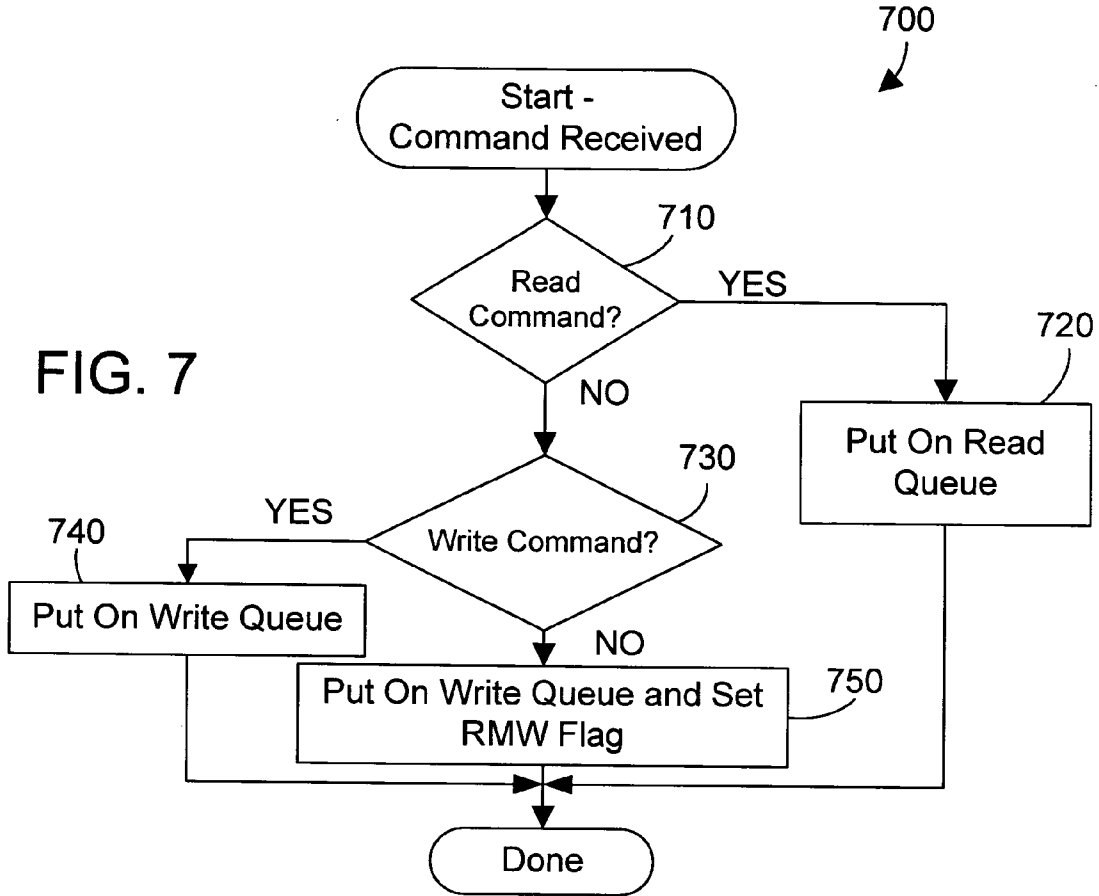 700
Start -
Command Received
710
Read
Command?
YES
720
FIG. 7
NO
Put On Read
Queue
730
YES
Write Command?
740
Put On Write Queue
NO
750
Put On Write Queue and Set
RMW Flag
Done